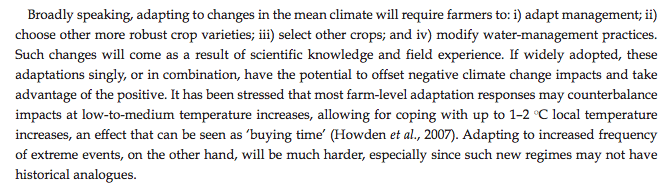 Broadly speaking, adapting to changes in the mean climate will require farmers to: i) adapt management; ii)
choose other more robust crop varieties; iii) select other crops; and iv) modify water-management practices.
Such changes will come as a result of scientific knowledge and field experience. If widely adopted, these
adaptations singly, or in combination, have the potential to offset negative climate change impacts and take
advantage of the positive. It has been stressed that most farm-level adaptation responses may counterbalance
impacts at low-to-medium temperature increases, allowing for coping with up to 1–2 °C local temperature
increases, an effect that can be seen as ‘buying time’ (Howden et al., 2007). Adapting to increased frequency
of extreme events, on the other hand, will be much harder, especially since such new regimes may not have
historical analogues.